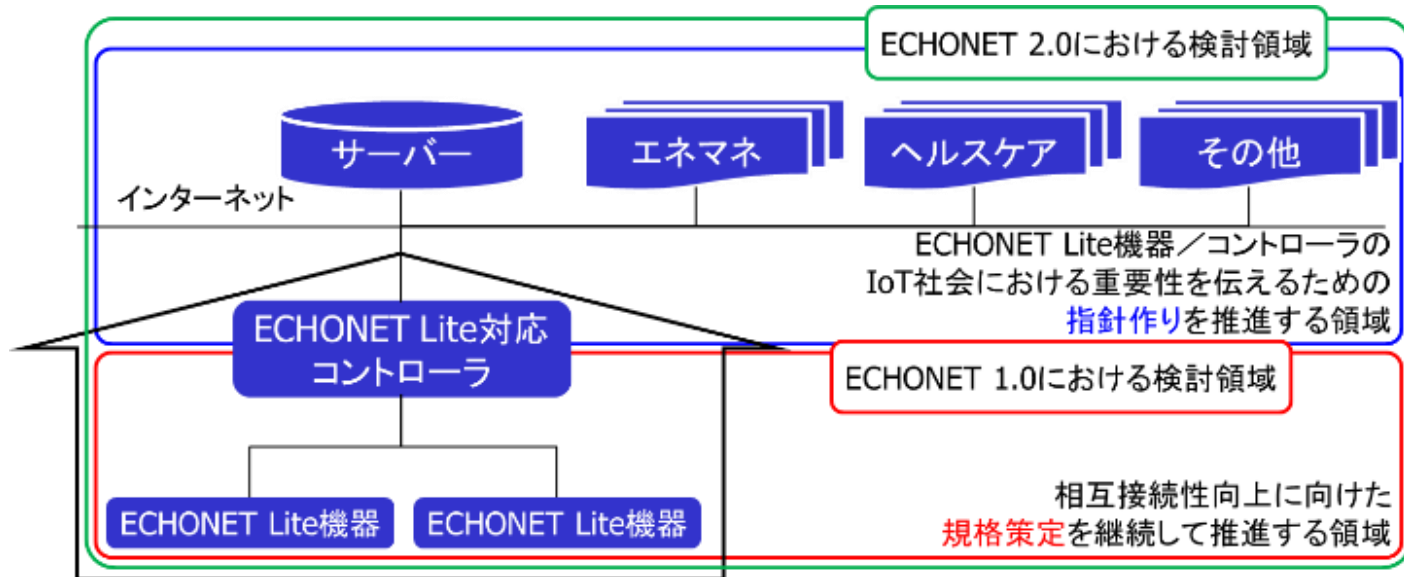 ECHONET 2.0における検討領域
サーバー
エネマネ
ヘルスケア
その他
インターネット
ECHONET Lite機器／コントローラの
IoT社会における重要性を伝えるための
指針作りを推進する領域
ECHONET Lite対応
コントローラ
ECHONET 1.0における検討領域
ECHONET Lite機器
ECHONET Lite機器
相互接続性向上に向けた
規格策定を継続して推進する領域